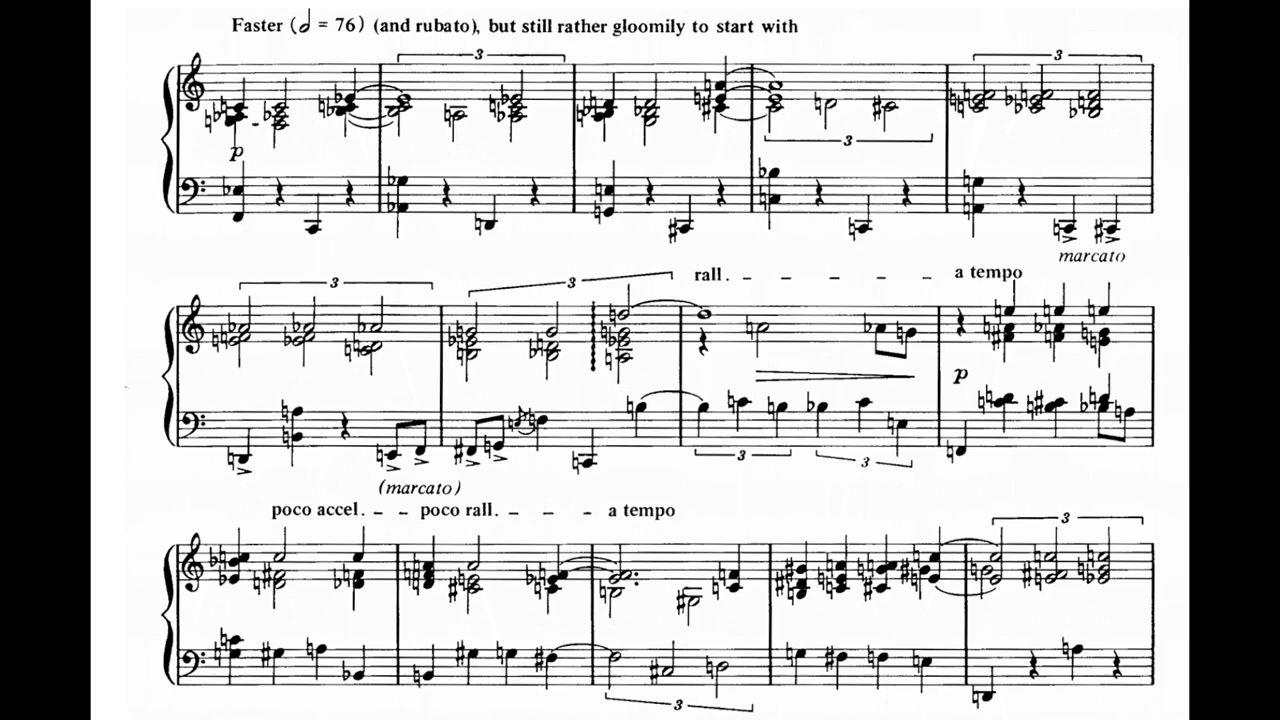 Faster (𝅗𝅥 = 76) (and rubato), but still rather gloomily to start with
3
3
3
p
3
marcato
rall. – – – – – a tempo
3
3
p
3
3
(marcato)
poco accel. – – – poco rall. – – – a tempo
3
3